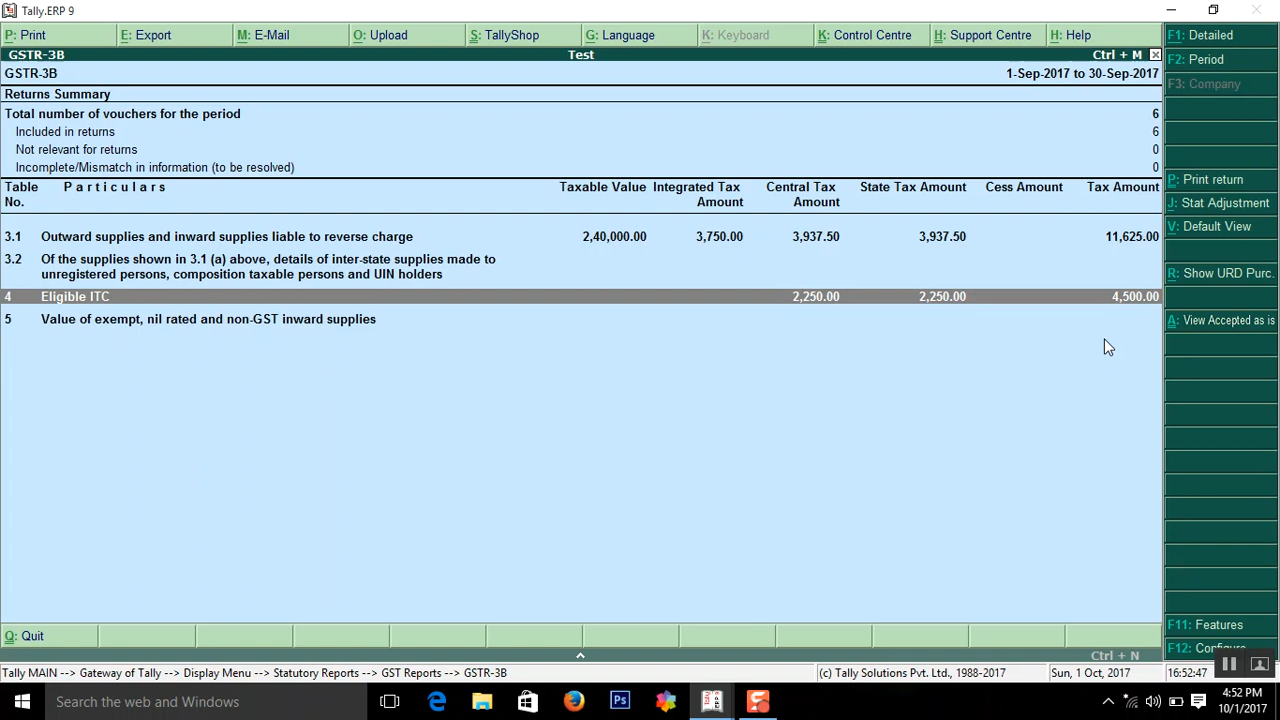 Tally.ERP 9
P: Print E: Export M: E-Mail O: Upload S: TallyShop G: Language K: Keyboard K: Control Centre H: Support Centre H: Help
F1: Detailed
GSTR-3B Test Ctrl + M
F2: Period
GSTR-3B 1-Sep-2017 to 30-Sep-2017
F3: Company
Returns Summary
Total number of vouchers for the period 6
Included in returns 6
Not relevant for returns 0
Incomplete/Mismatch in information (to be resolved) 0
P: Print return
Table Particulars Taxable Value Integrated Tax Central Tax State Tax Amount Cess Amount Tax Amount
No. Amount Amount
J: Stat Adjustment
V: Default View
3.1 Outward supplies and inward supplies liable to reverse charge 2,40,000.00 3,750.00 3,937.50 3,937.50 11,625.00
3.2 Of the supplies shown in 3.1 (a) above, details of inter-state supplies made to
unregistered persons, composition taxable persons and UIN holders
R: Show URD Purc.
4 Eligible ITC 2,250.00 2,250.00 4,500.00
5 Value of exempt, nil rated and non-GST inward supplies
A: View Accepted as is
F11: Features
Q: Quit
F12: Configure
Ctrl + N
Tally MAIN --> Gateway of Tally --> Display Menu --> Statutory Reports --> GST Reports --> GSTR-3B (c) Tally Solutions Pvt. Ltd., 1988-2017 Sun, 1 Oct, 2017 16:52:47
Search the web and Windows
4:52 PM
10/1/2017